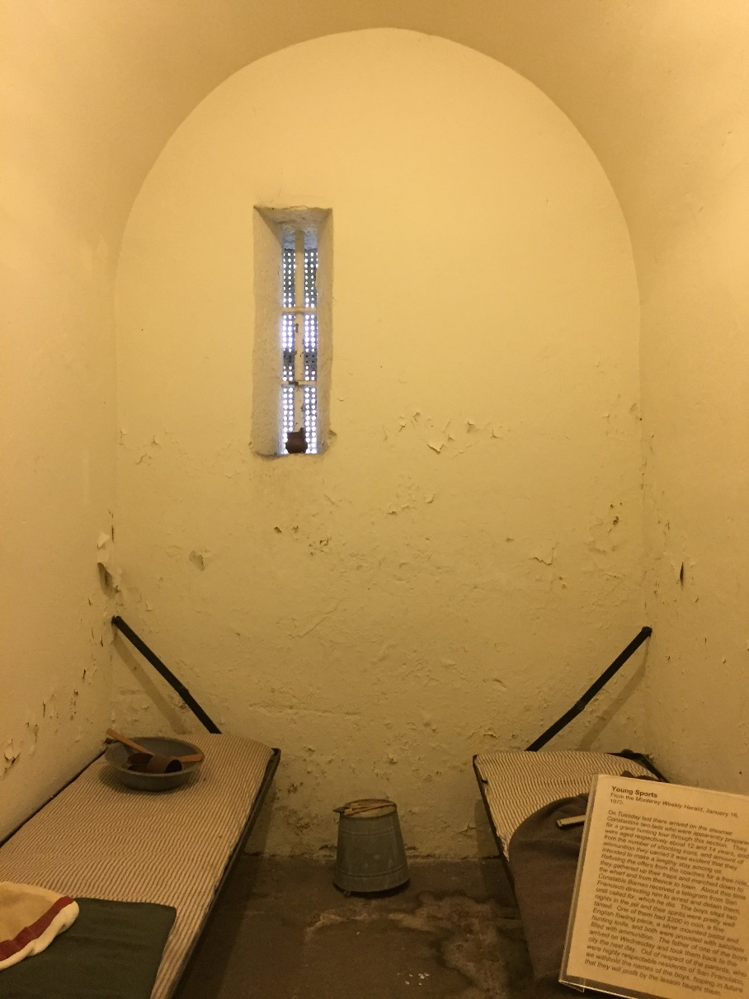 Young Sports
From the Monterey Weekly Herald, January 16,
1975.
On Tuesday last there arrived on the steamer
Constantine two lads who were apparently prepared
for a grand hunting tour through this section. They
were aged respectively about 12 and 14 years, and
from the number of shooting irons, and amount of
ammunition they carried it was evident that they
intended to make a lengthy stay among us.
Refusing the offers from the coaches for a free ride,
they gathered up their traps and marched down to
the wharf and from thence to town. About this time
Constable Barnes received a telegram from San
Francisco directing him to arrest and detain them
until called for, which he did. The boys slept two
nights in the jail and their spirits were pretty well
tamed. One of them had $200 in coin, a fine
English fowling piece, a silver mounted pistol and
hunting knife, and both were provided with satchels
filled with ammunition. The father of one of the boys
arrived on Wednesday and took them back to the
city the next day. Out of respect of the parents, who
were highly respectable residents of San Francisco,
we withhold the names of the boys, hoping in future
that they will profit by the lesson taught them.